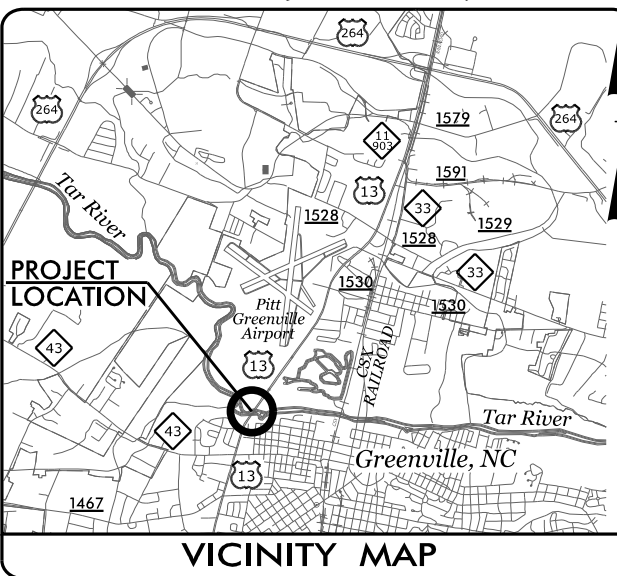 264
264
11
903
1579
264
13
1591
33
1528
1529
1528
Tar River
33
PROJECT
LOCATION
1530
1530
Pitt
Greenville
Airport
43
13
CSX
RAILROAD
Tar River
43
Greenville, NC
13
1467
VICINITY MAP